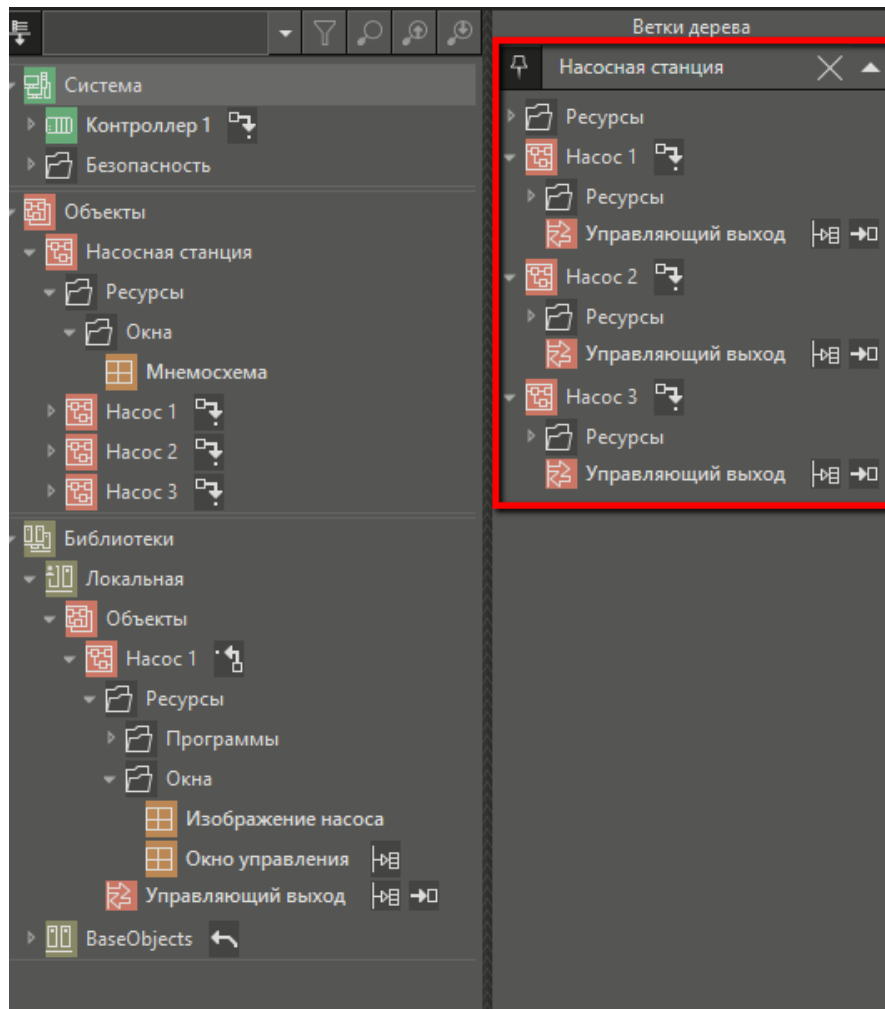 Система
Контроллер 1
Безопасность
Объекты
Насосная станция
Ресурсы
Окна
Мнемосхема
Насос 1
Насос 2
Насос 3
Библиотеки
Локальная
Объекты
Насос 1
Ресурсы
Программы
Окна
Изображение насоса
Окно управления
Управляющий выход
BaseObjects
Ветки дерева
Насосная станция
Ресурсы
Насос 1
Ресурсы
Управляющий выход
Насос 2
Ресурсы
Управляющий выход
Насос 3
Ресурсы
Управляющий выход